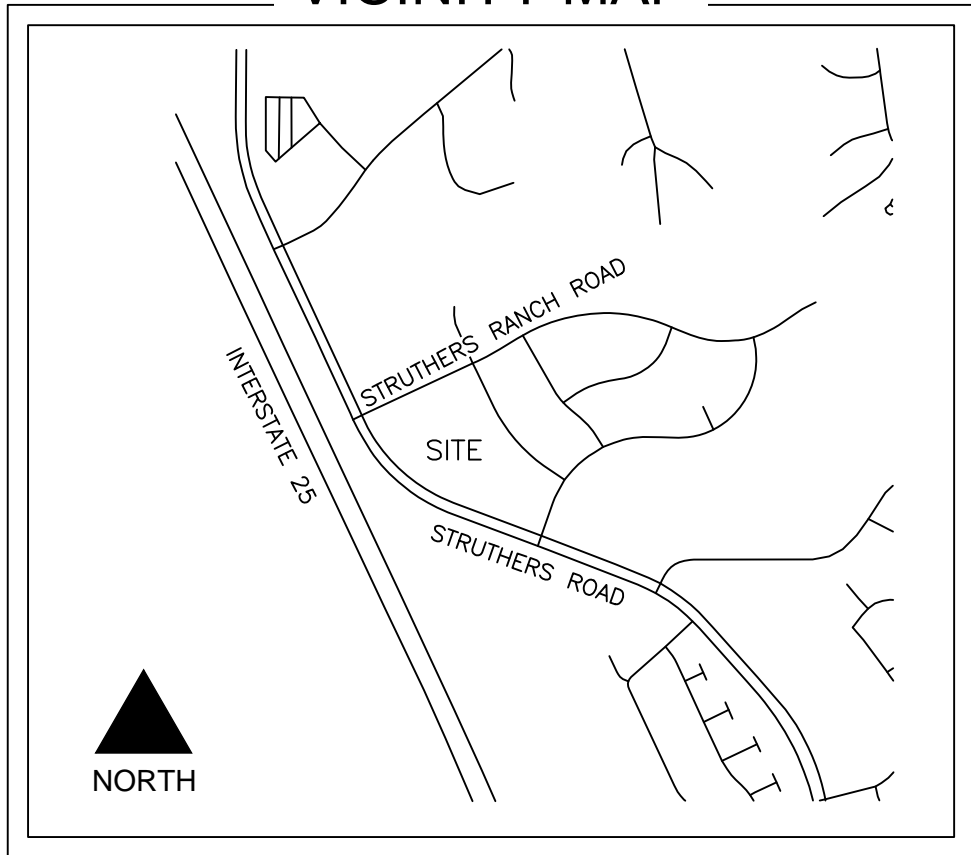 VICINITY MAP
STRUTHERS RANCH ROAD
INTERSTATE 25
SITE
STRUTHERS ROAD
NORTH